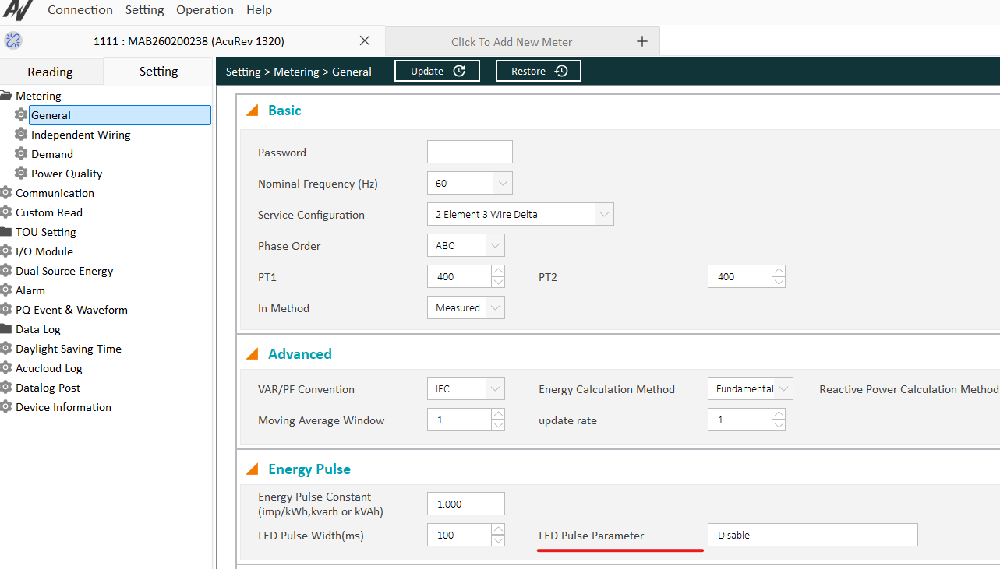 Connection Setting Operation Help
1111 : MAB260200238 (AcuRev 1320) Click To Add New Meter
Reading Setting Setting > Metering > General Update Restore
Metering
General
Independent Wiring
Demand
Power Quality
Communication
Custom Read
TOU Setting
I/O Module
Dual Source Energy
Alarm
PQ Event & Waveform
Data Log
Daylight Saving Time
Acucloud Log
Datalog Post
Device Information
Basic
Password
Nominal Frequency (Hz) 60
Service Configuration 2 Element 3 Wire Delta
Phase Order ABC
PT1 400 PT2 400
In Method Measured
Advanced
VAR/PF Convention IEC Energy Calculation Method Fundamental Reactive Power Calculation Method
Moving Average Window 1 update rate 1
Energy Pulse
Energy Pulse Constant
(imp/kWh,kvarh or kVAh) 1.000
LED Pulse Width(ms) 100 LED Pulse Parameter Disable